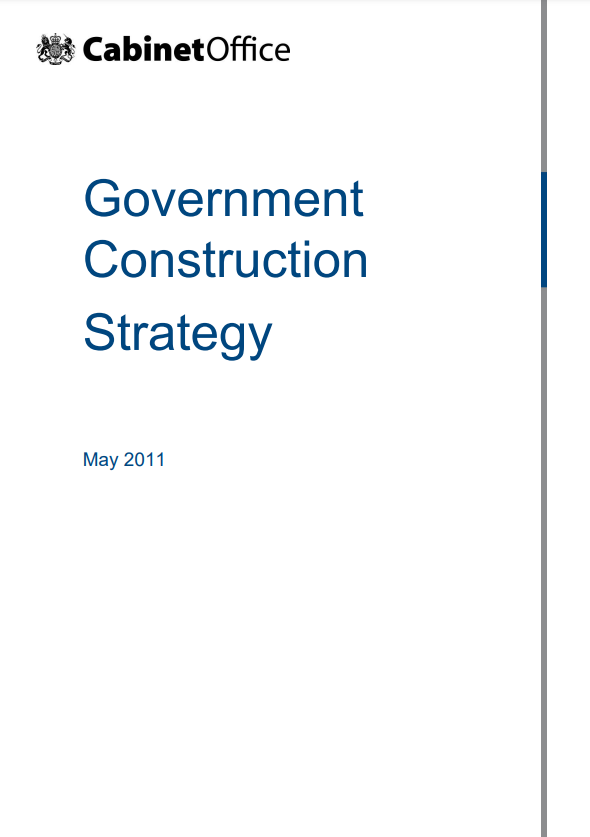 CabinetOffice
Government
Construction
Strategy
May 2011